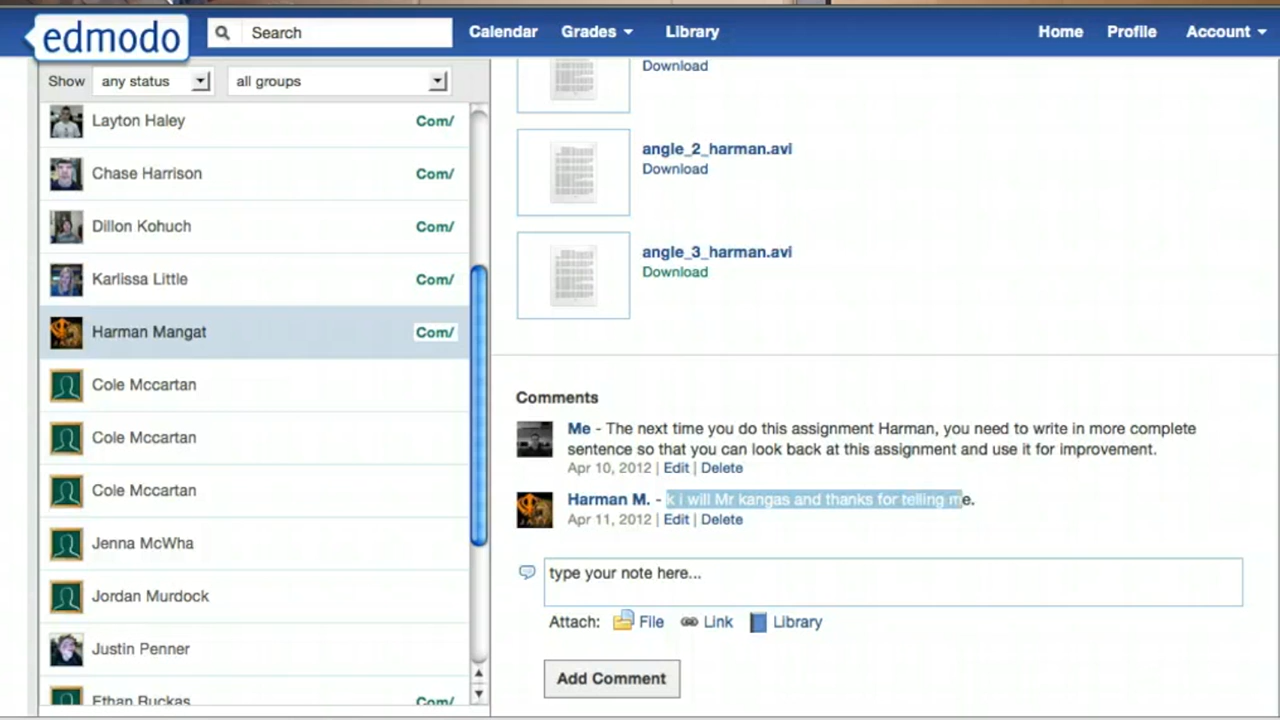 edmodo
Search
Calendar
Grades
Library
Home
Profile
Account
Show
any status
all groups
Layton Haley Com/
Chase Harrison Com/
Dillon Kohuch Com/
Karlissa Little Com/
Harman Mangat Com/
Cole Mccartan
Cole Mccartan
Cole Mccartan
Jenna McWha
Jordan Murdock
Justin Penner
Ethan Ruckas Com/
Download
angle_2_harman.avi
Download
angle_3_harman.avi
Download
Comments
Me - The next time you do this assignment Harman, you need to write in more complete
sentence so that you can look back at this assignment and use it for improvement.
Apr 10, 2012 | Edit | Delete
Harman M. - k i will Mr kangas and thanks for telling me.
Apr 11, 2012 | Edit | Delete
type your note here...
Attach: File Link Library
Add Comment